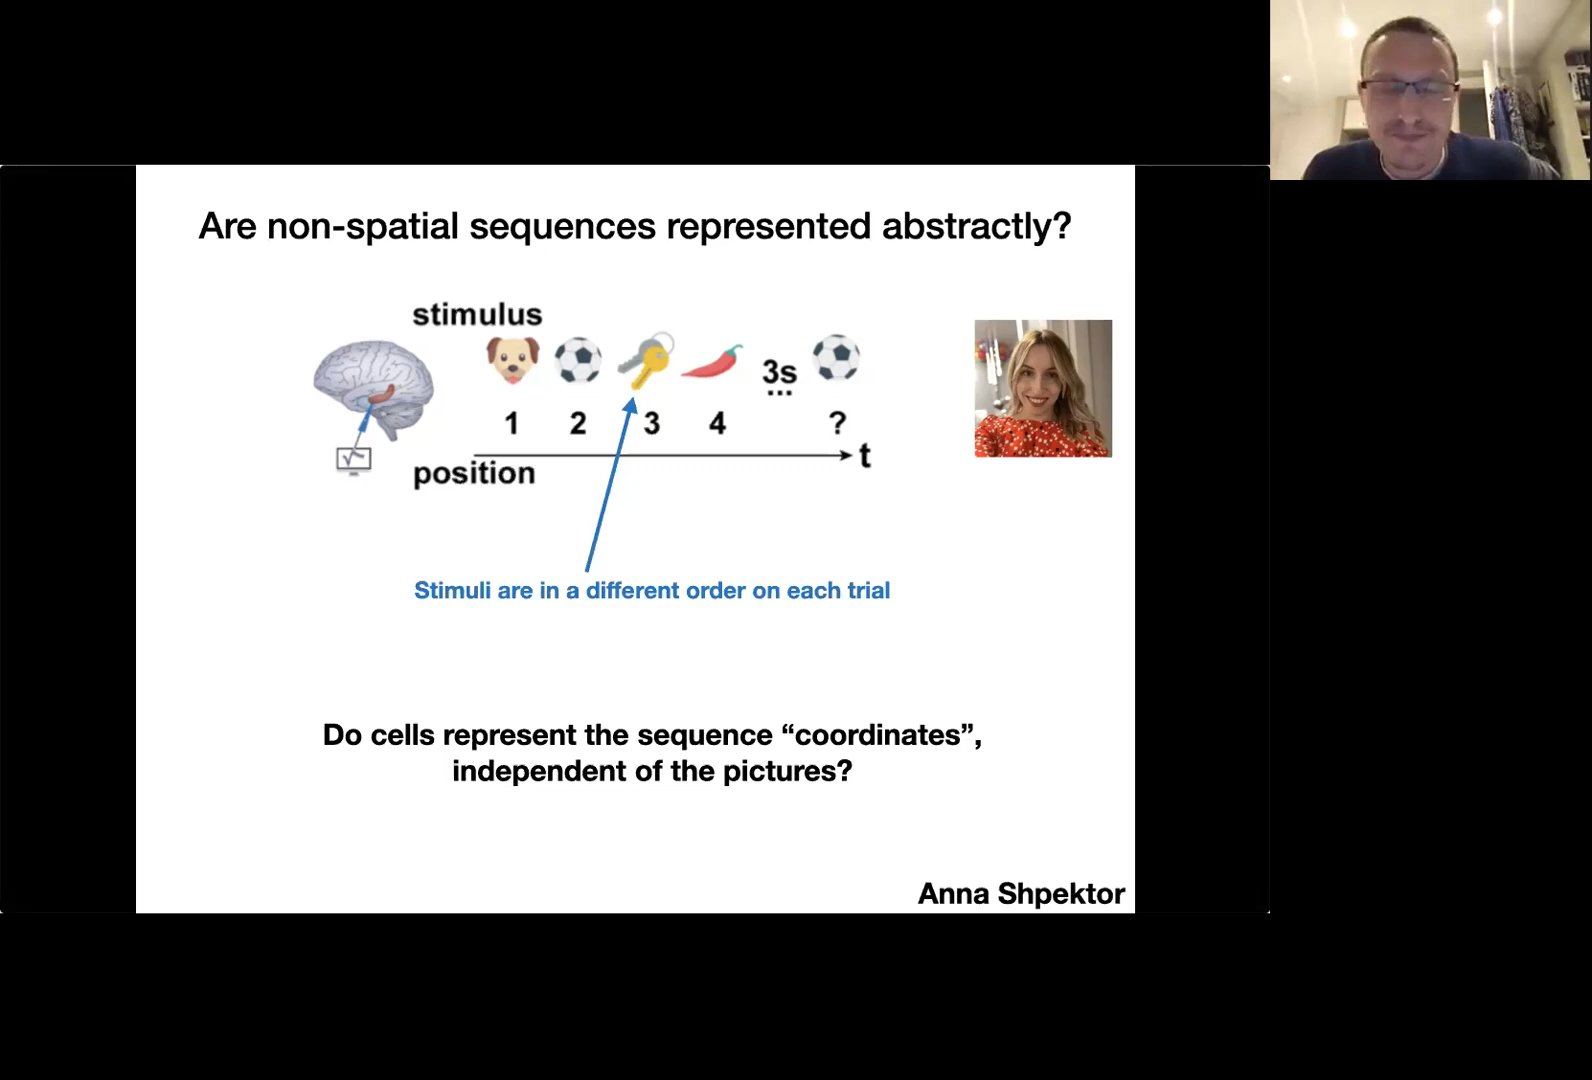 Are non-spatial sequences represented abstractly?
stimulus
3s
...
1 2 3 4 ?
t
position
Stimuli are in a different order on each trial
Do cells represent the sequence “coordinates”,
independent of the pictures?
Anna Shpektor